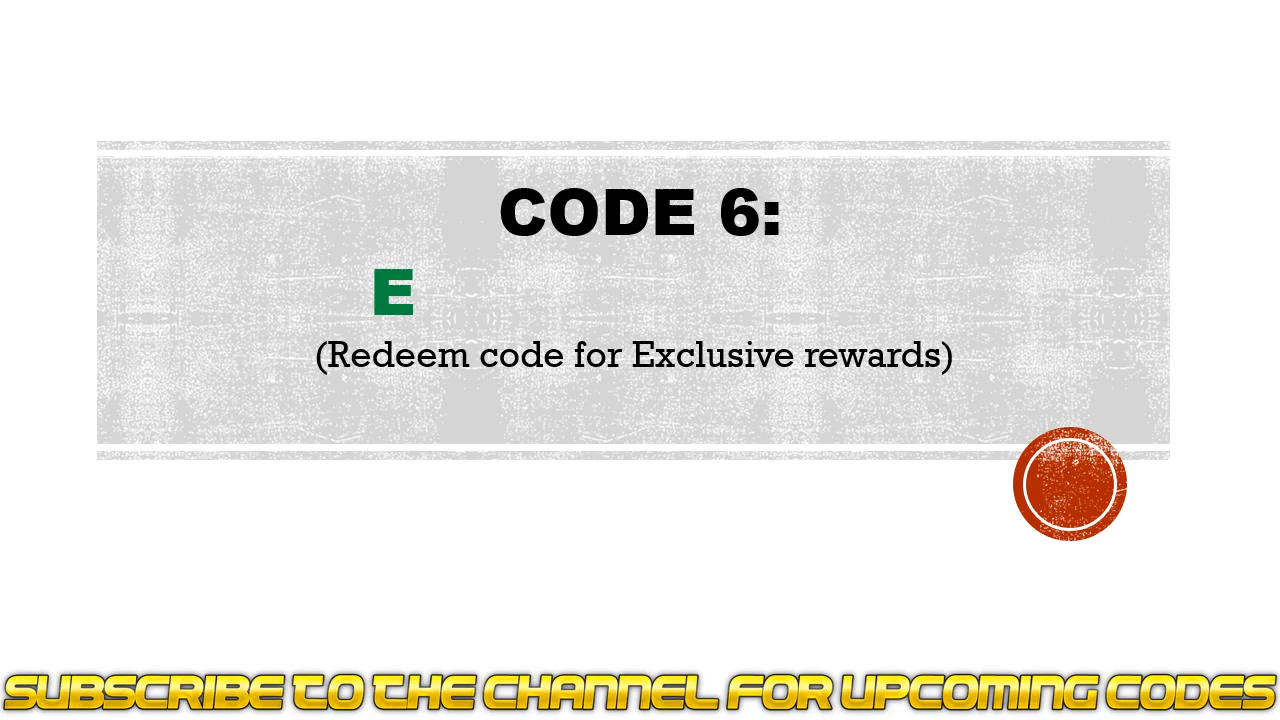 CODE 6:
E
(Redeem code for Exclusive rewards)
SUBSCRIBE TO THE CHANNEL FOR UPCOMING CODES